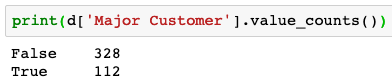 print(d['Major Customer'].value_counts())
False    328
True     112